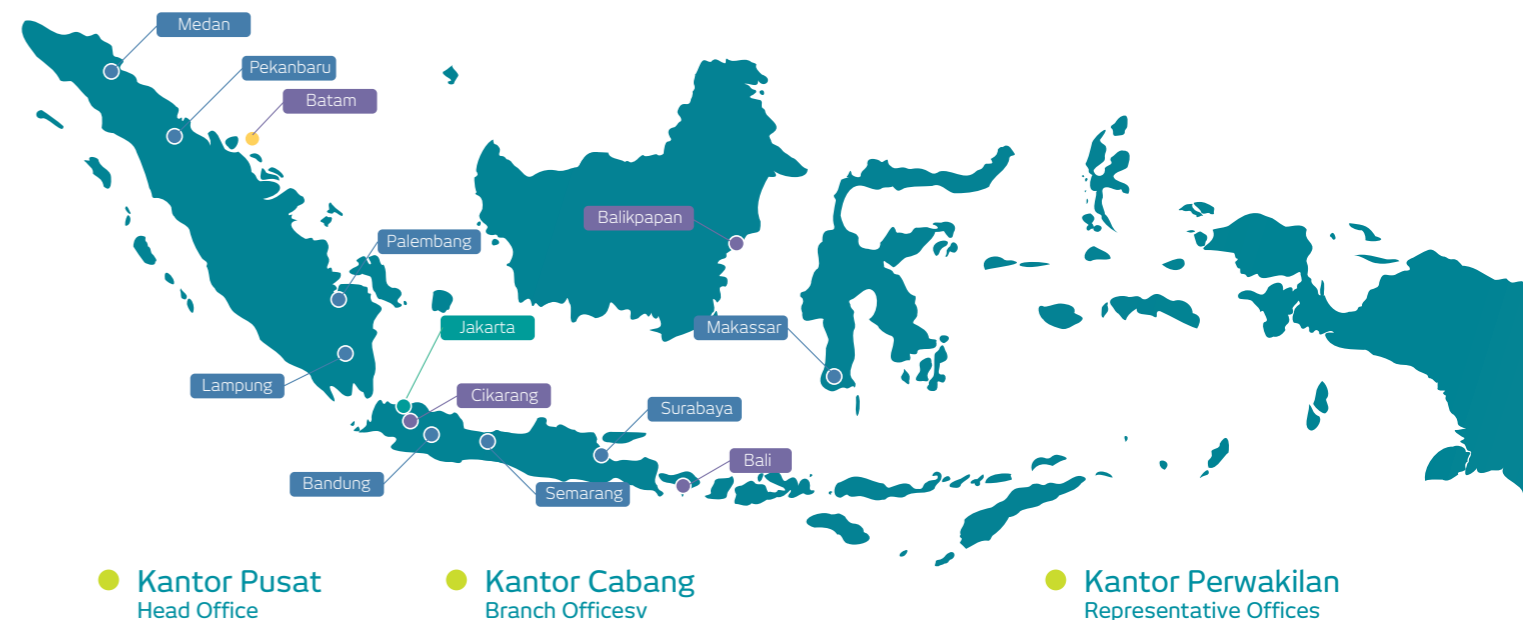 Medan
Pekanbaru
Batam
Balikpapan
Palembang
Jakarta
Makassar
Lampung
Cikarang
Surabaya
Bali
Bandung
Semarang
Kantor Pusat
Head Office
Kantor Cabang
Branch Officesv
Kantor Perwakilan
Representative Offices